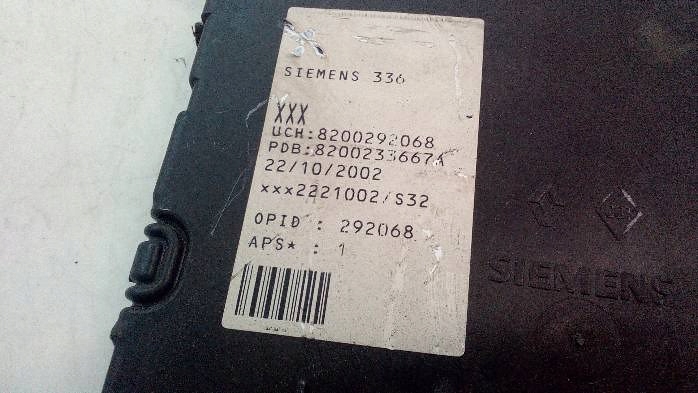 SIEMENS 336
XXX
UCH:8200292068
PDB:8200233667A
22/10/2002
xxx2221002/S32
OPID : 292068
APS* : 1
SIEMENS